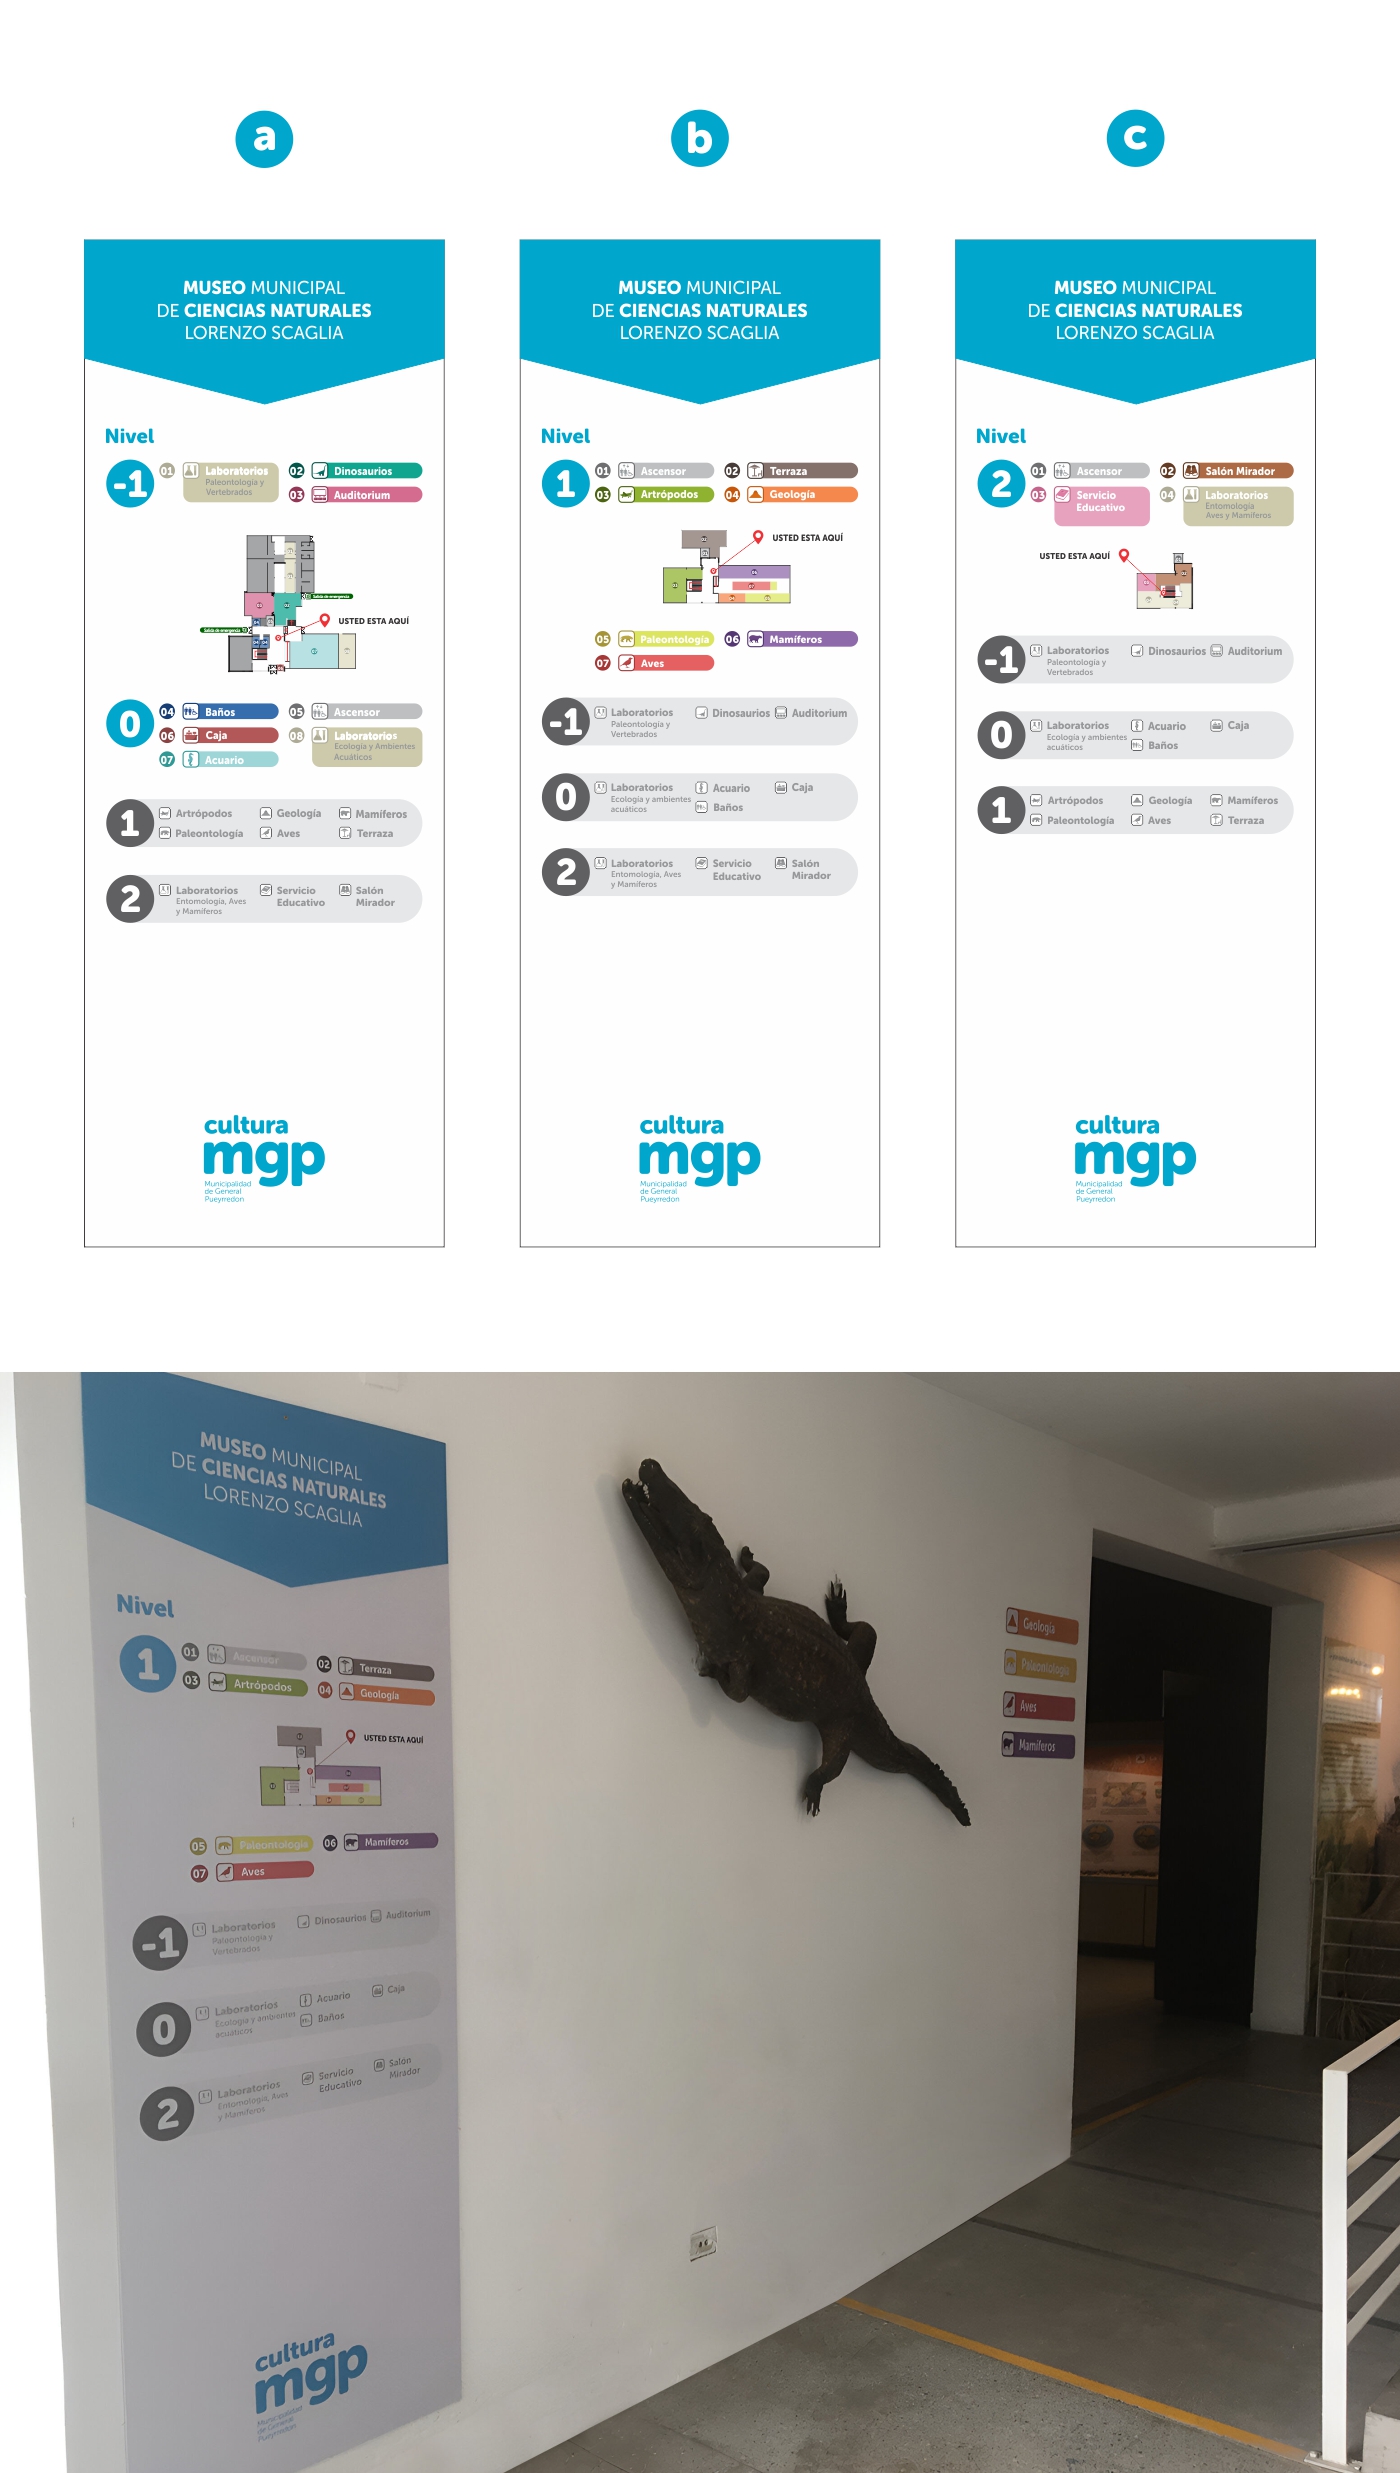 a
b
c
MUSEO MUNICIPAL
DE CIENCIAS NATURALES
LORENZO SCAGLIA
Nivel
-1
01 Laboratorios
Paleontología y
Vertebrados
02 Dinosaurios
03 Auditorium
Salida de emergencia
Salida de emergencia
USTED ESTA AQUÍ
0
04 Baños
05 Ascensor
06 Caja
08 Laboratorios
Ecología y Ambientes
Acuáticos
07 Acuario
1
Artrópodos Geología Mamíferos
Paleontología Aves Terraza
2
Laboratorios Servicio Salón
Entomología, Aves Educativo Mirador
y Mamíferos
cultura
mgp
Municipalidad
de General
Pueyrredon
MUSEO MUNICIPAL
DE CIENCIAS NATURALES
LORENZO SCAGLIA
Nivel
1
01 Ascensor 02 Terraza
03 Artrópodos 04 Geología
USTED ESTA AQUÍ
05 Paleontología 06 Mamíferos
07 Aves
-1
Laboratorios Dinosaurios Auditorium
Paleontología y
Vertebrados
0
Laboratorios Acuario Caja
Ecología y ambientes
acuáticos Baños
2
Laboratorios Servicio Salón
Entomología, Aves Educativo Mirador
y Mamíferos
cultura
mgp
Municipalidad
de General
Pueyrredon
MUSEO MUNICIPAL
DE CIENCIAS NATURALES
LORENZO SCAGLIA
Nivel
2
01 Ascensor 02 Salón Mirador
03 Servicio
Educativo
04 Laboratorios
Entomología
Aves y Mamíferos
USTED ESTA AQUÍ
-1
Laboratorios Dinosaurios Auditorium
Paleontología y
Vertebrados
0
Laboratorios Acuario Caja
Ecología y ambientes
acuáticos Baños
1
Artrópodos Geología Mamíferos
Paleontología Aves Terraza
cultura
mgp
Municipalidad
de General
Pueyrredon
MUSEO MUNICIPAL
DE CIENCIAS NATURALES
LORENZO SCAGLIA
Nivel
1
01 Ascensor 02 Terraza
03 Artrópodos 04 Geología
USTED ESTA AQUÍ
05 Paleontología 06 Mamíferos
07 Aves
-1
Laboratorios Dinosaurios Auditorium
Paleontología y
Vertebrados
0
Laboratorios Acuario Caja
Ecología y ambientes
acuáticos Baños
2
Laboratorios Servicio Salón
Entomología, Aves Educativo Mirador
y Mamíferos
cultura
mgp
Municipalidad
de General
Pueyrredon
Geología
Paleontología
Aves
Mamíferos